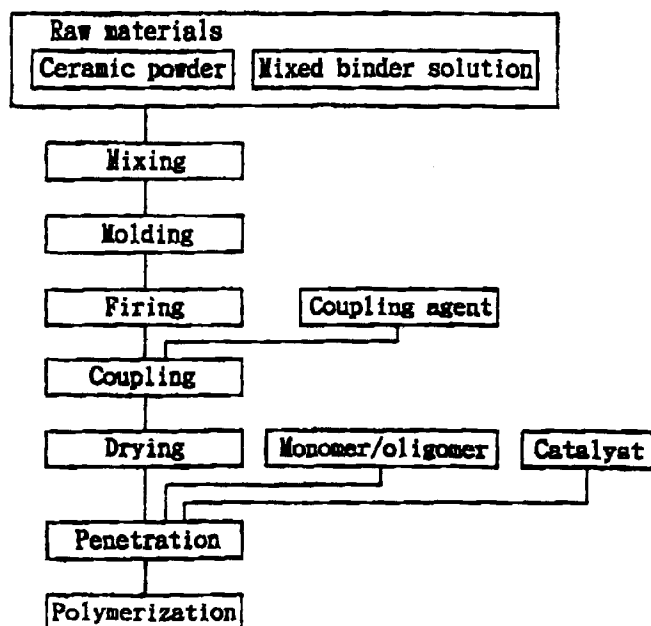 Raw materials
Ceramic powder Mixed binder solution
Mixing
Molding
Firing Coupling agent
Coupling
Drying Monomer/oligomer Catalyst
Penetration
Polymerization